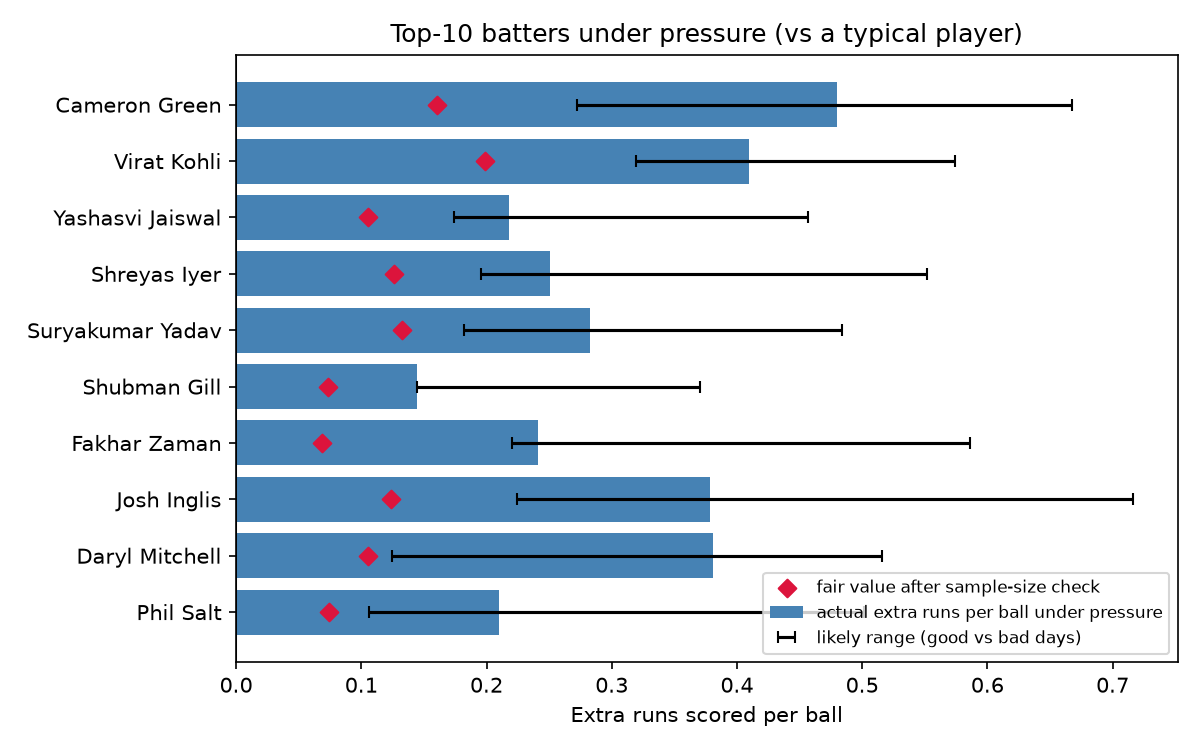 Top-10 batters under pressure (vs a typical player)
Cameron Green
Virat Kohli
Yashasvi Jaiswal
Shreyas Iyer
Suryakumar Yadav
Shubman Gill
Fakhar Zaman
Josh Inglis
Daryl Mitchell
Phil Salt
fair value after sample-size check
actual extra runs per ball under pressure
likely range (good vs bad days)
0.0 0.1 0.2 0.3 0.4 0.5 0.6 0.7
Extra runs scored per ball